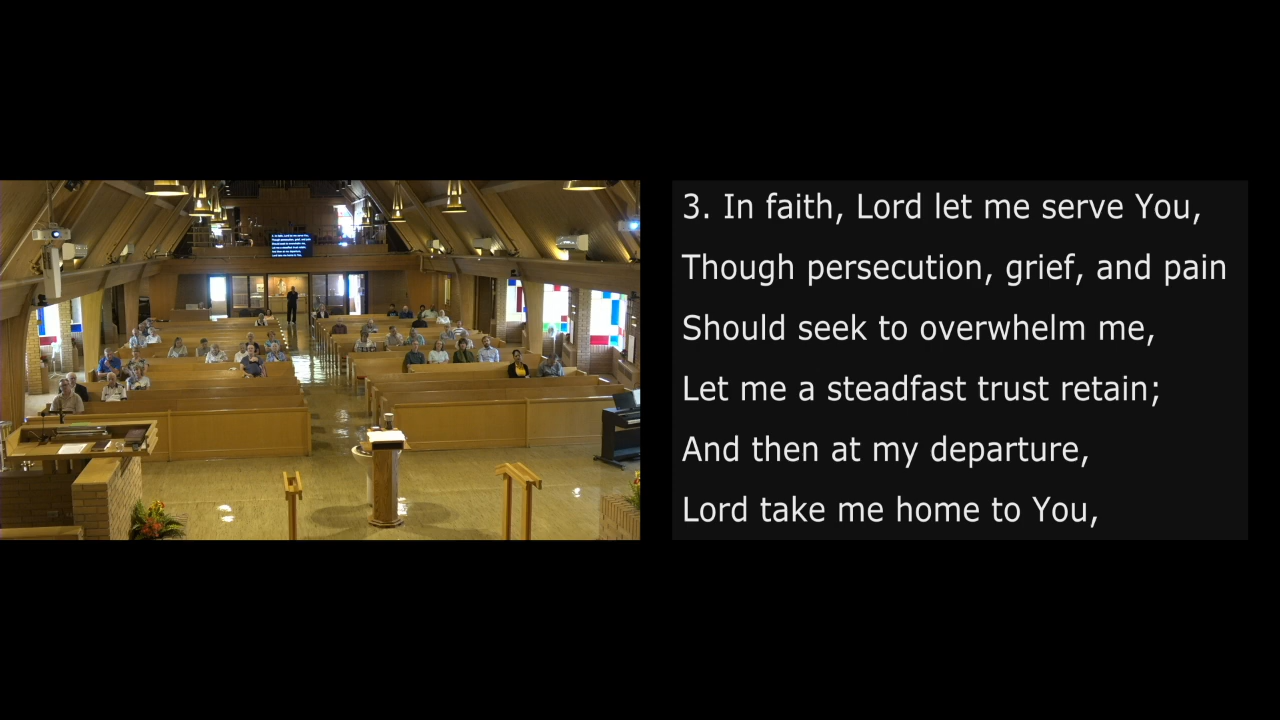 3. In faith, Lord let me serve You,
Though persecution, grief, and pain
Should seek to overwhelm me,
Let me a steadfast trust retain;
And then at my departure,
Lord take me home to You,